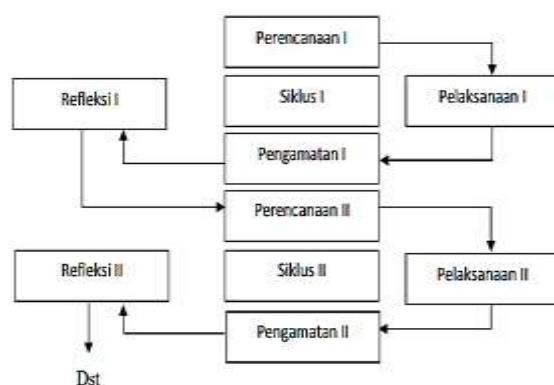 Perencanaan I
Refleksi I
Siklus I
Pelaksanaan I
Pengamatan I
Perencanaan II
Refleksi II
Siklus II
Pelaksanaan II
Pengamatan II
Dst